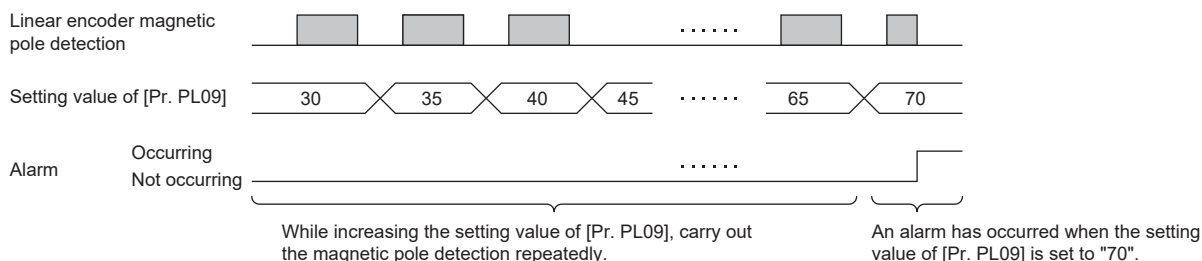 Linear encoder magnetic
pole detection
......
Setting value of [Pr. PL09]
30 35 40 45 ...... 65 70
Alarm
Occurring
Not occurring
......
While increasing the setting value of [Pr. PL09], carry out
the magnetic pole detection repeatedly.
An alarm has occurred when the setting
value of [Pr. PL09] is set to "70".